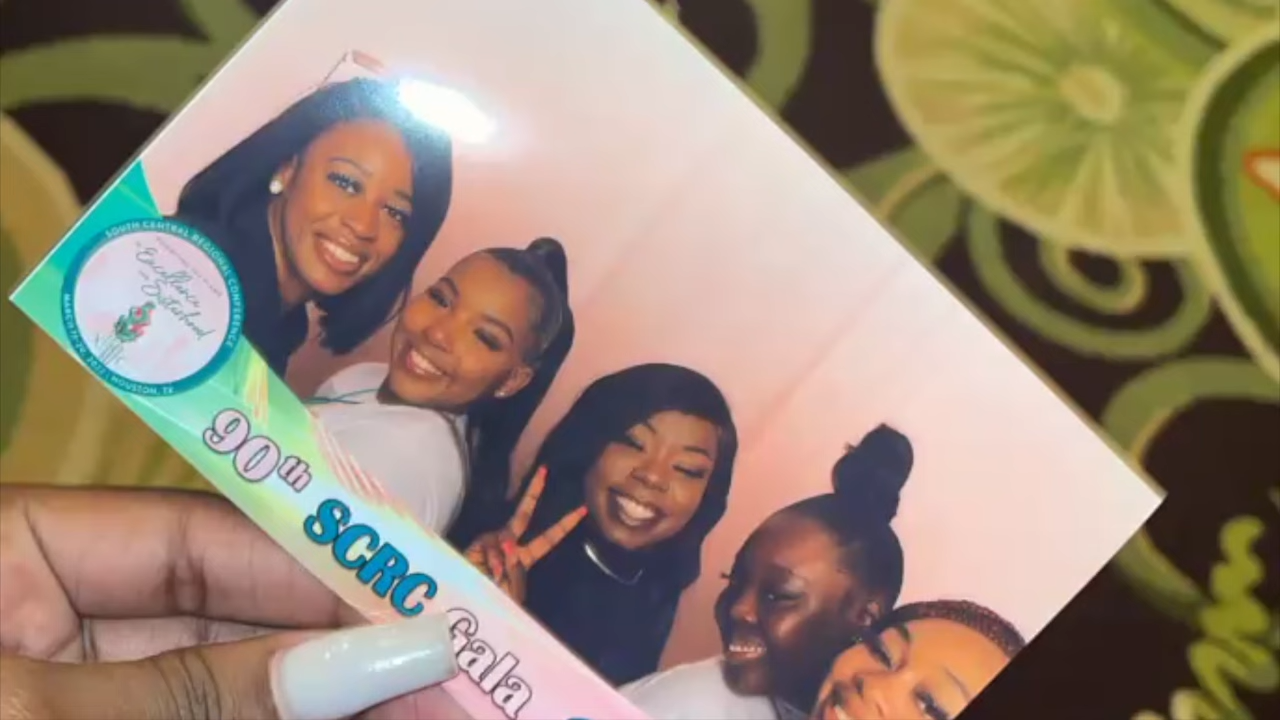 SOUTH CENTRAL REGIONAL CONFERENCE
Excellence
Sisterhood
HOUSTON, TX
90th SCRC Gala